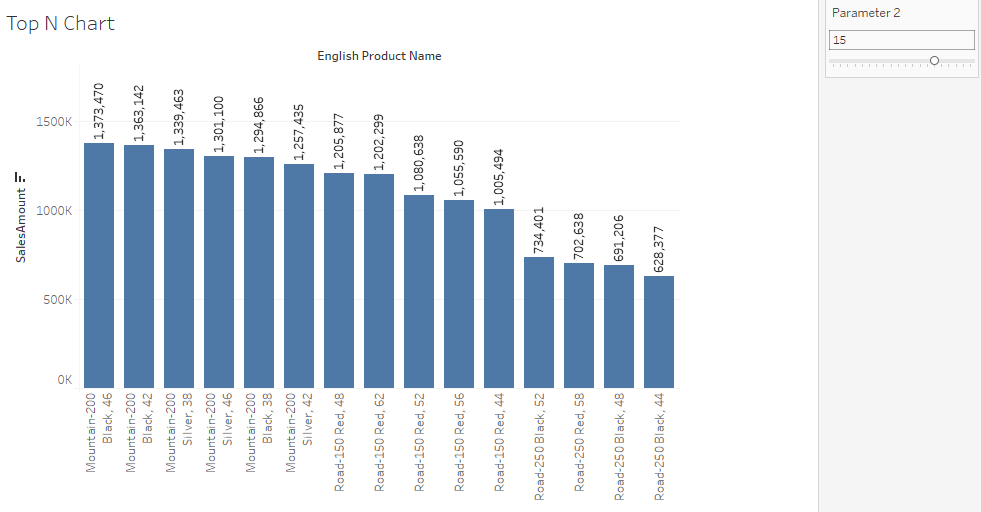 Top N Chart
Parameter 2
15
English Product Name
SalesAmount
1500K
1000K
500K
0K
1,373,470
1,363,142
1,339,463
1,301,100
1,294,866
1,257,435
1,205,877
1,202,299
1,080,638
1,055,590
1,005,494
734,401
702,638
691,206
628,377
Mountain-200
Black, 46
Mountain-200
Black, 42
Mountain-200
Silver, 38
Mountain-200
Silver, 46
Mountain-200
Black, 38
Mountain-200
Silver, 42
Road-150 Red, 48
Road-150 Red, 62
Road-150 Red, 52
Road-150 Red, 56
Road-150 Red, 44
Road-250 Black, 52
Road-250 Red, 58
Road-250 Black, 48
Road-250 Black, 44